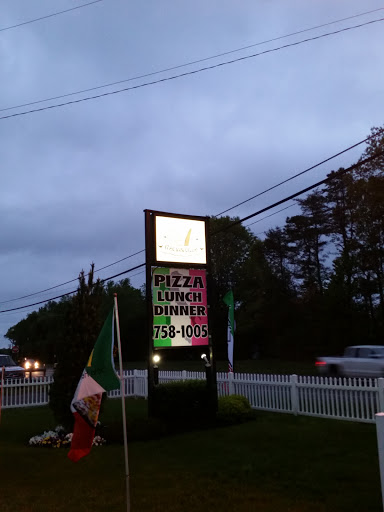 PIZZA
LUNCH
DINNER
758-1005